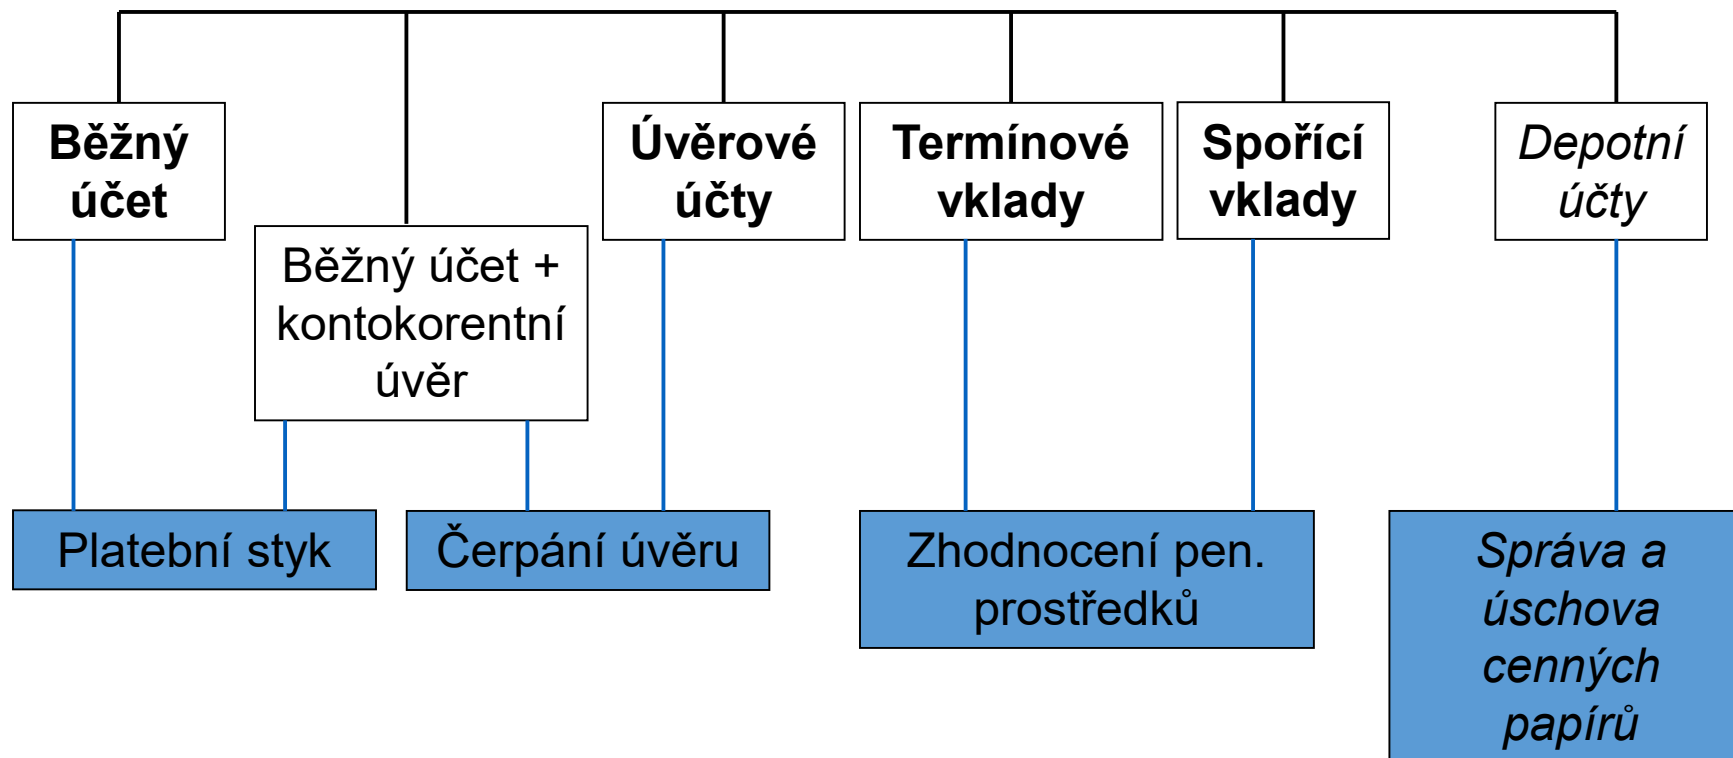 Běžný
účet
Běžný účet +
kontokorentní
úvěr
Úvěrové
účty
Termínové
vklady
Spořící
vklady
Depotní
účty
Platební styk
Čerpání úvěru
Zhodnocení pen.
prostředků
Správa a
úschova
cenných
papírů